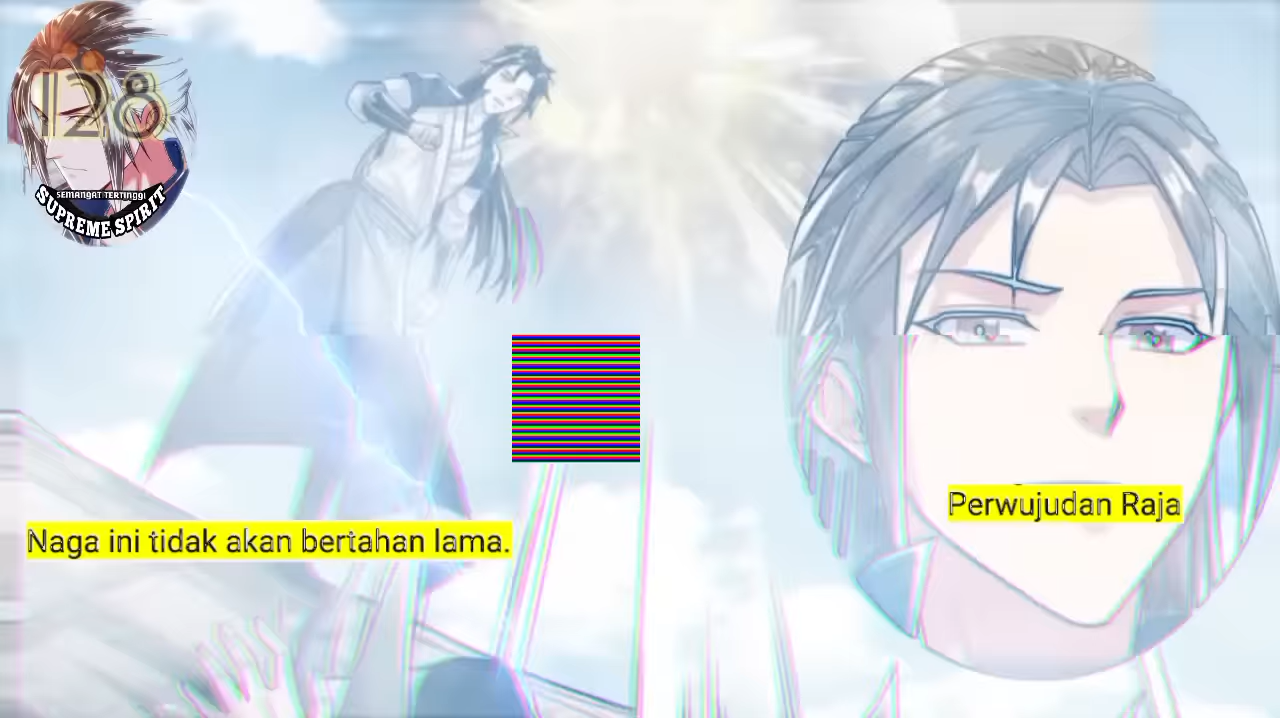 128
SEMANGAT TERTINGGI
SUPREME SPIRIT
Perwujudan Raja
Naga ini tidak akan bertahan lama.